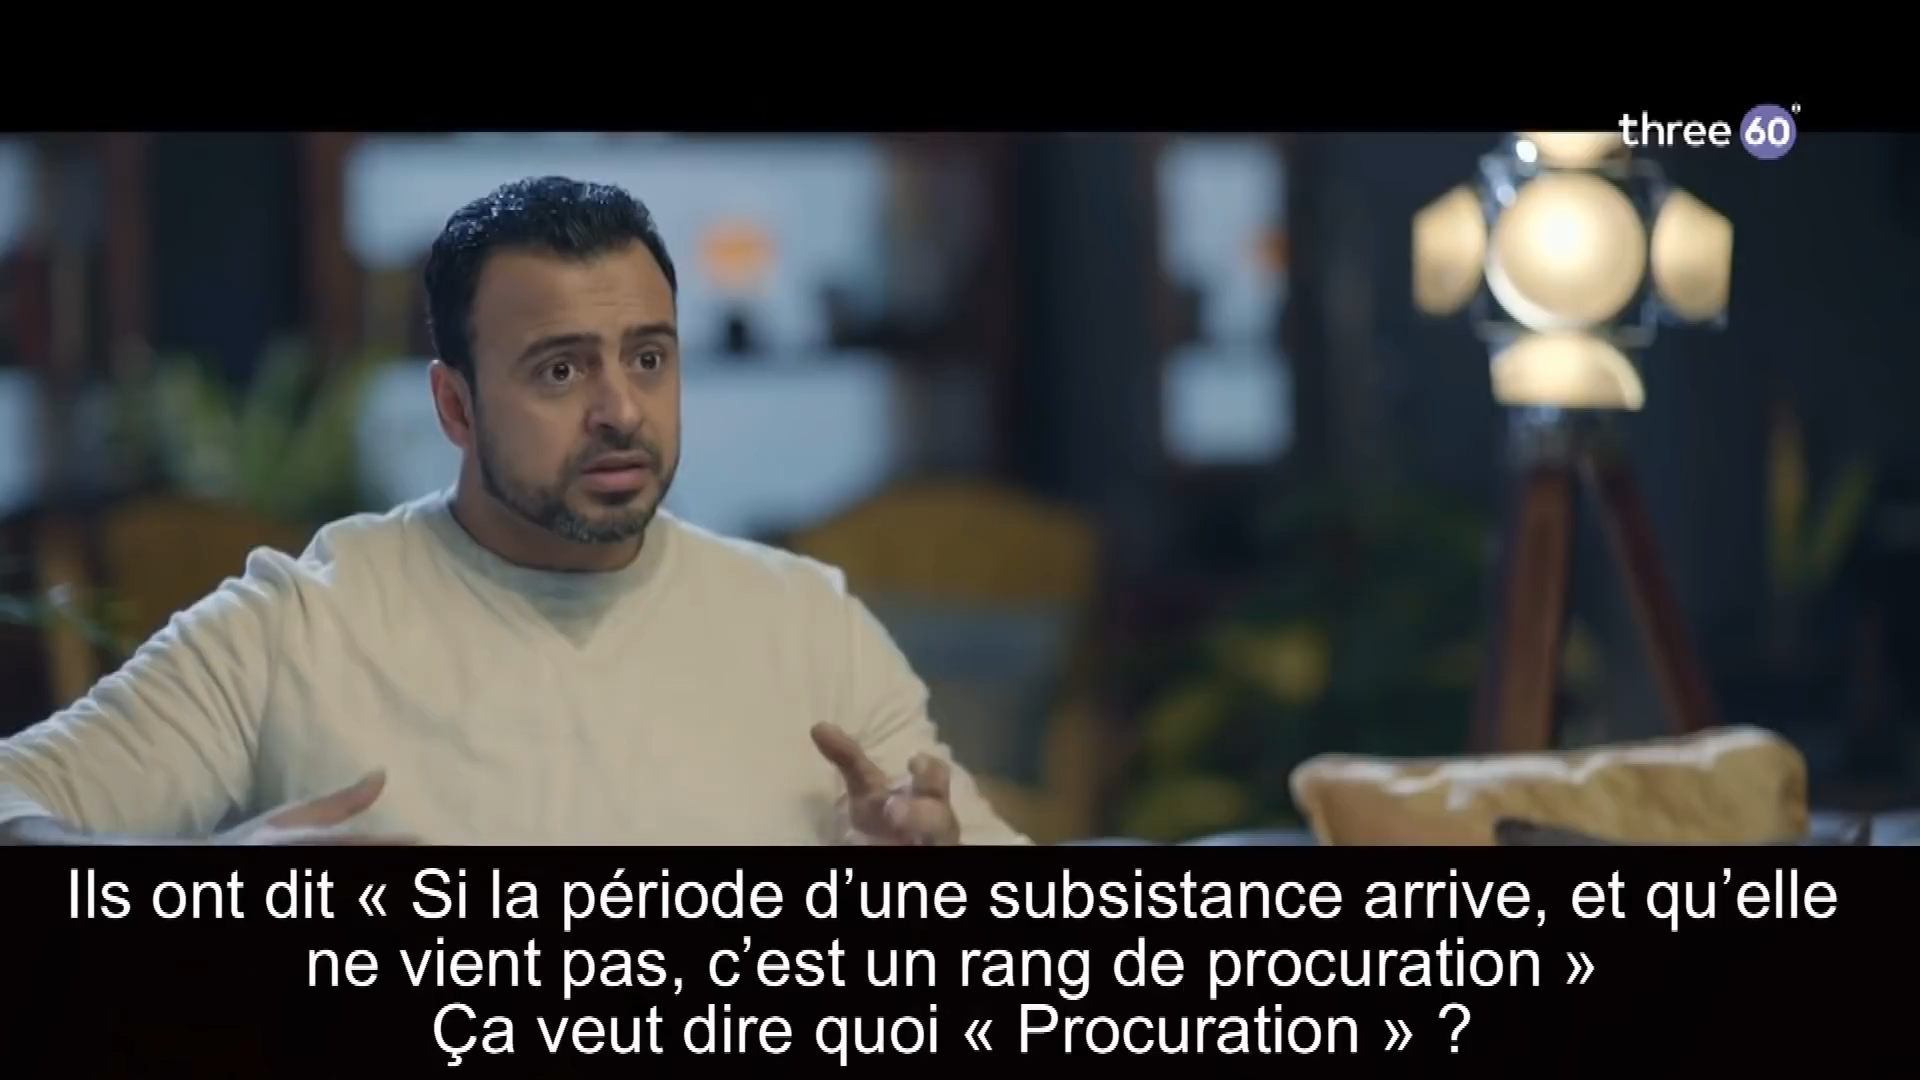 three 60°
Ils ont dit « Si la période d’une subsistance arrive, et qu’elle
ne vient pas, c’est un rang de procuration »
Ça veut dire quoi « Procuration » ?